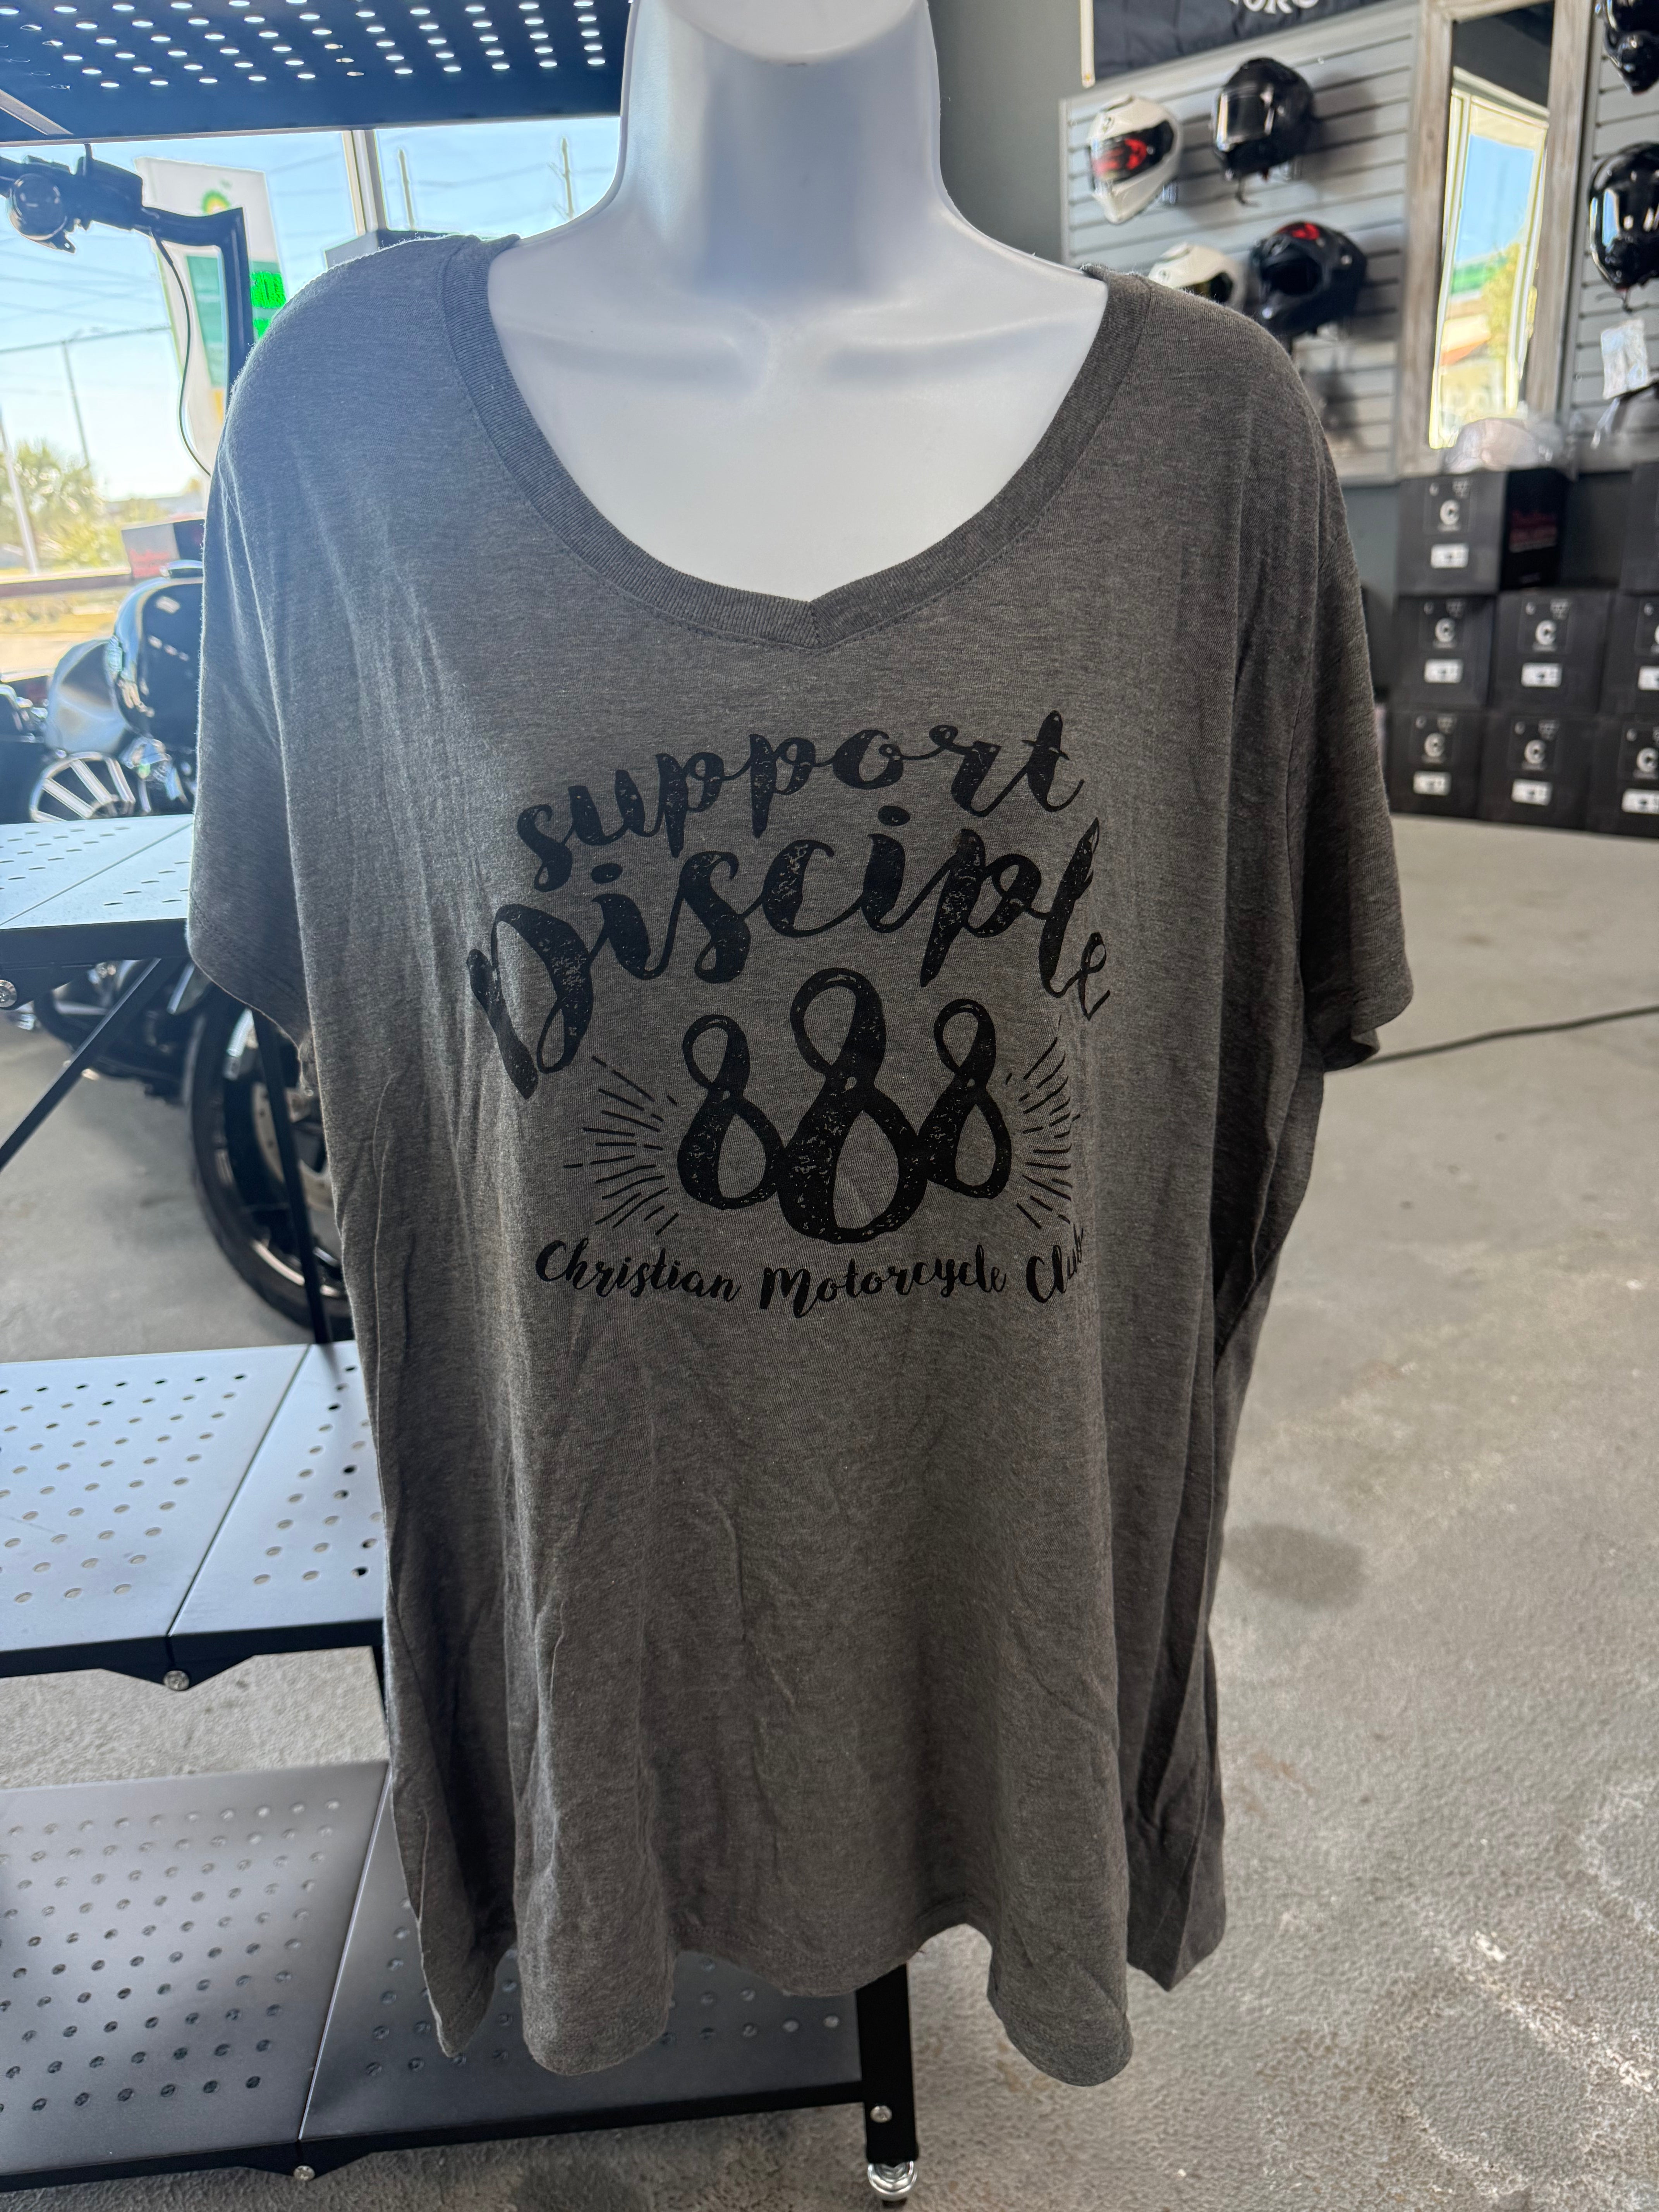 support
Disciple
888
Christian Motorcycle Club